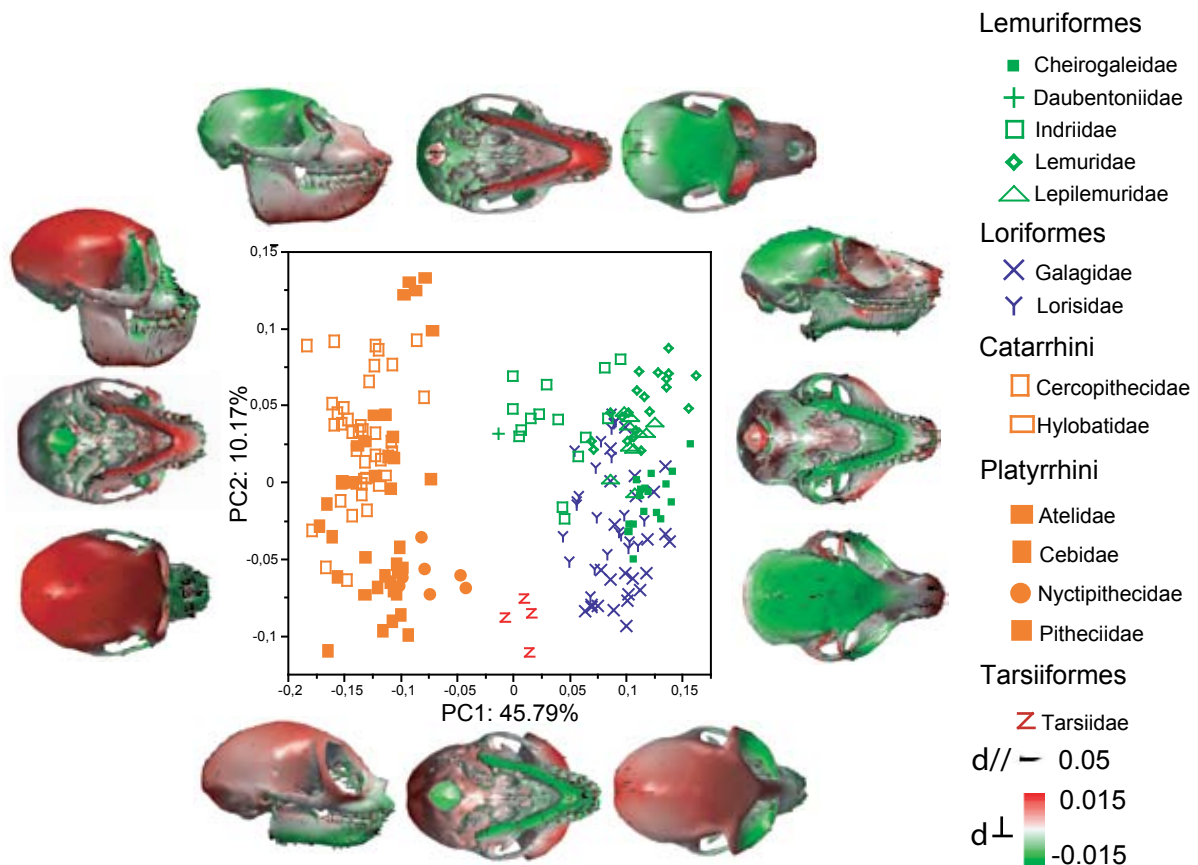 Lemuriformes
Cheirogaleidae
Daubentoniidae
Indriidae
Lemuridae
Lepilemuridae
Loriformes
Galagidae
Lorisidae
Catarrhini
Cercopithecidae
Hylobatidae
Platyrrhini
Atelidae
Cebidae
Nyctipithecidae
Pitheciidae
Tarsiiformes
Tarsiidae
d// 0.05
0.015
d⊥
-0.015
0,15
0,1
0,05
0
-0,05
-0,1
PC2: 10.17%
-0,2 -0,15 -0,1 -0,05 0 0,05 0,1 0,15
PC1: 45.79%